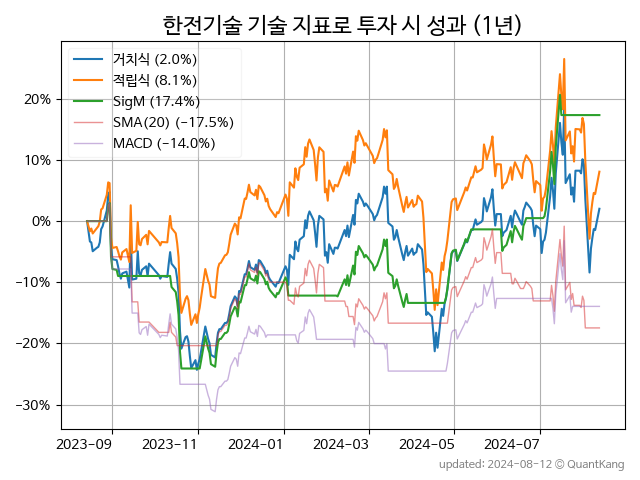 한전기술 기술 지표로 투자 시 성과 (1년)
거치식 (2.0%)
적립식 (8.1%)
SigM (17.4%)
SMA(20) (−17.5%)
MACD (−14.0%)
20%
10%
0%
−10%
−20%
−30%
2023−09 2023−11 2024−01 2024−03 2024−05 2024−07
updated: 2024−08−12 © QuantKang